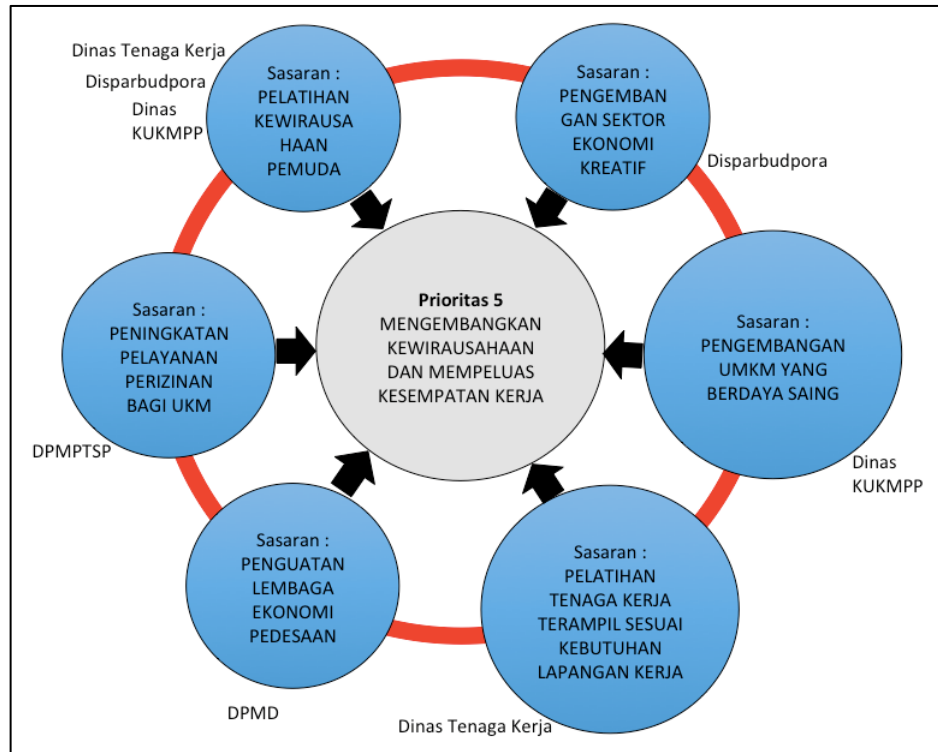 Dinas Tenaga Kerja
Disparbudpora
Dinas
KUKMPP
Sasaran :
PELATIHAN
KEWIRAUSA
HAAN
PEMUDA
Sasaran :
PENGEMBAN
GAN SEKTOR
EKONOMI
KREATIF
Disparbudpora
Sasaran :
PENINGKATAN
PELAYANAN
PERIZINAN
BAGI UKM
DPMPTSP
Prioritas 5
MENGEMBANGKAN
KEWIRAUSAHAAN
DAN MEMPELUAS
KESEMPATAN KERJA
Sasaran :
PENGEMBANGAN
UMKM YANG
BERDAYA SAING
Dinas
KUKMPP
Sasaran :
PENGUATAN
LEMBAGA
EKONOMI
PEDESAAN
DPMD
Sasaran :
PELATIHAN
TENAGA KERJA
TERAMPIL SESUAI
KEBUTUHAN
LAPANGAN KERJA
Dinas Tenaga Kerja